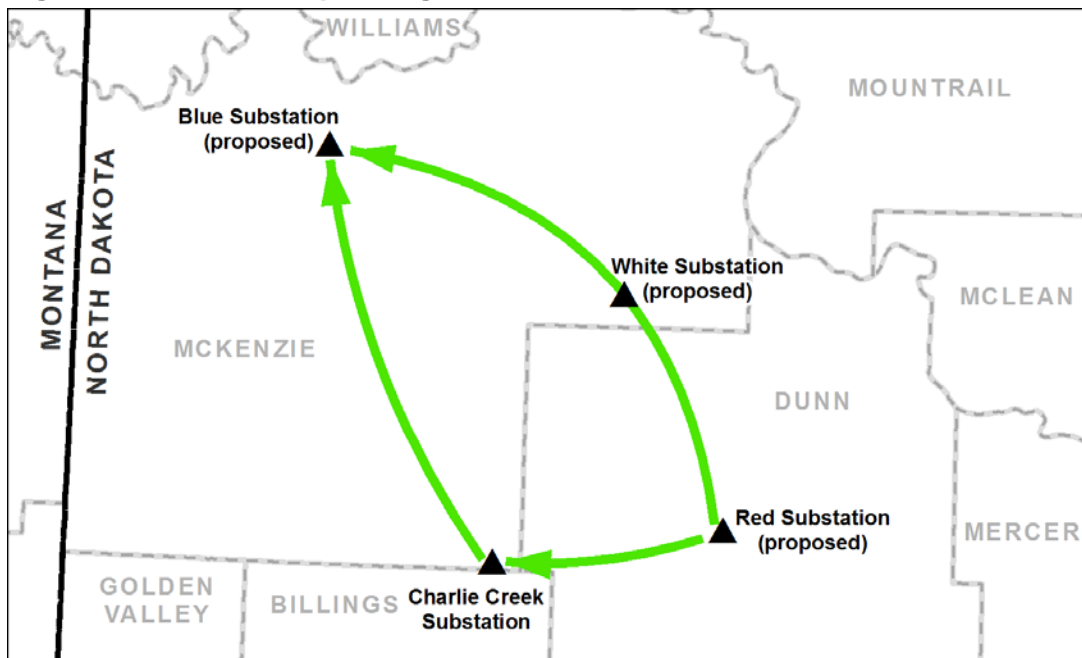 WILLIAMS
MOUNTRAIL
Blue Substation
(proposed)
MONTANA
NORTH DAKOTA
White Substation
(proposed)
MCLEAN
MCKENZIE
DUNN
Red Substation
(proposed)
MERCER
GOLDEN
VALLEY
BILLINGS
Charlie Creek
Substation